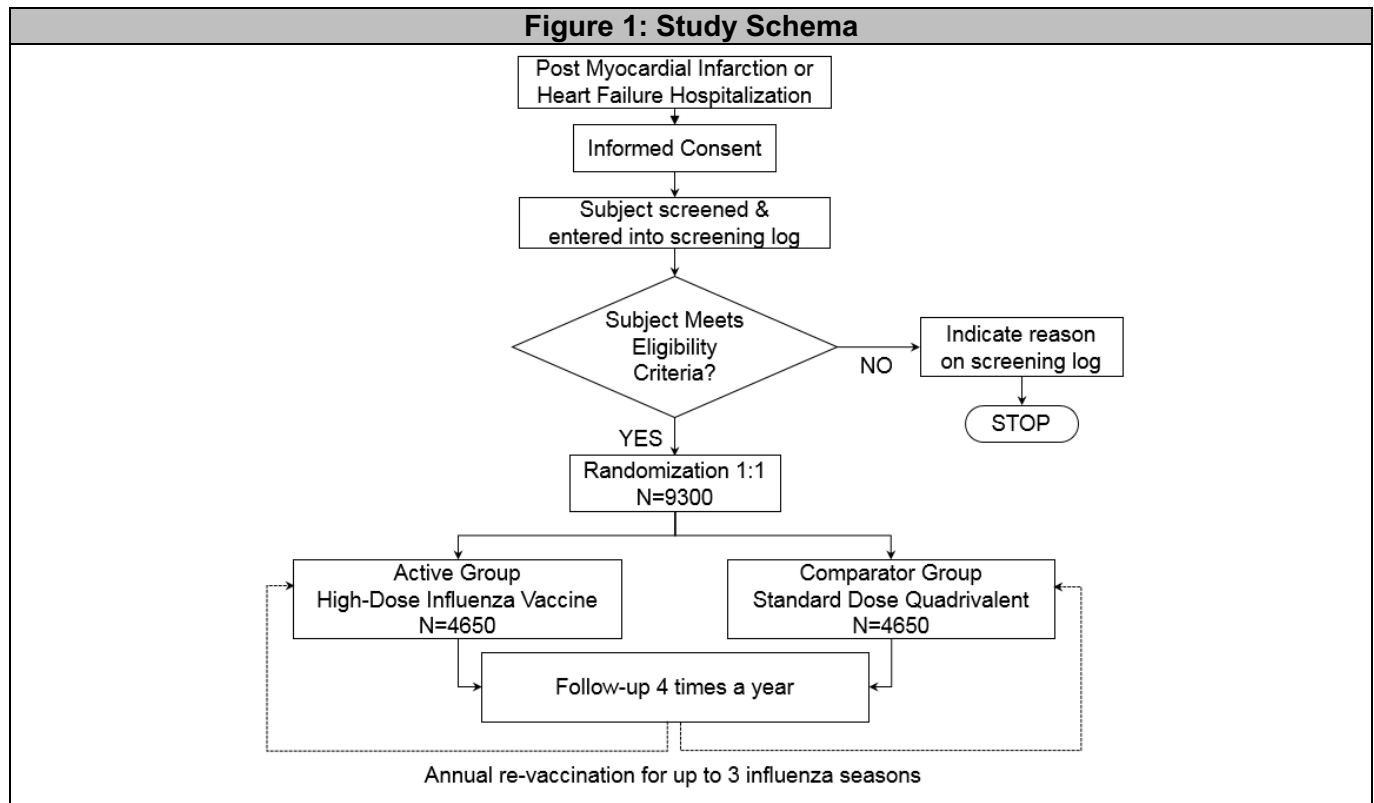 Figure 1: Study Schema
Post Myocardial Infarction or
Heart Failure Hospitalization
Informed Consent
Subject screened &
entered into screening log
Subject Meets
Eligibility
Criteria?
NO
Indicate reason
on screening log
STOP
YES
Randomization 1:1
N=9300
Active Group
High-Dose Influenza Vaccine
N=4650
Comparator Group
Standard Dose Quadrivalent
N=4650
Follow-up 4 times a year
Annual re-vaccination for up to 3 influenza seasons